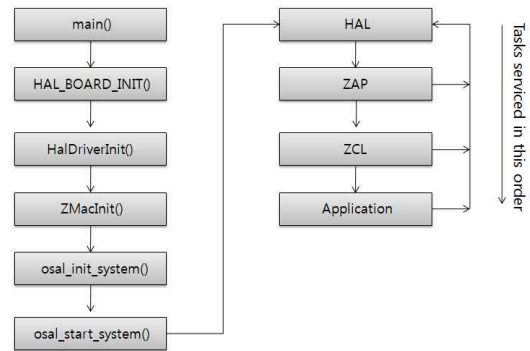 main()
HAL_BOARD_INIT()
HalDriverInit()
ZMacInit()
osal_init_system()
osal_start_system()
HAL
ZAP
ZCL
Application
Tasks serviced in this order